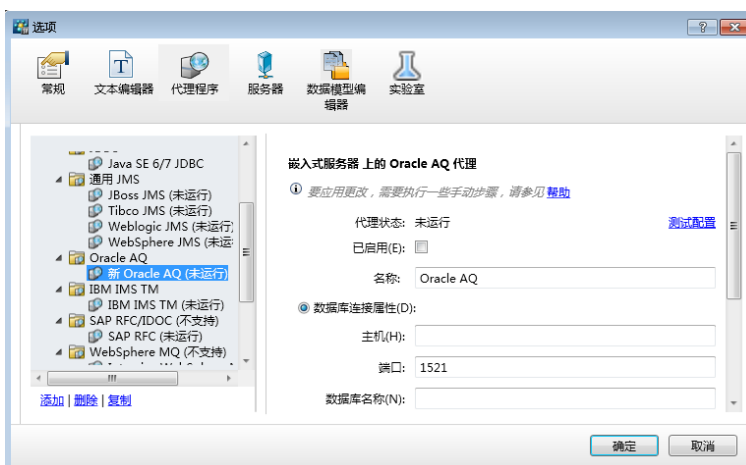 选项
常规
文本编辑器
代理程序
服务器
数据模型编
辑器
实验室
Java SE 6/7 JDBC
通用 JMS
JBoss JMS (未运行)
Tibco JMS (未运行)
Weblogic JMS (未运行)
WebSphere JMS (未运
Oracle AQ
新 Oracle AQ (未运行)
IBM IMS TM
IBM IMS TM (未运行)
SAP RFC/IDOC (不支持)
SAP RFC (未运行)
WebSphere MQ (不支持)
添加 | 删除 | 复制
嵌入式服务器 上的 Oracle AQ 代理
要应用更改，需要执行一些手动步骤，请参见 帮助
代理状态: 未运行 测试配置
已启用(E):
名称: Oracle AQ
数据库连接属性(D):
主机(H):
端口: 1521
数据库名称(N):
确定
取消